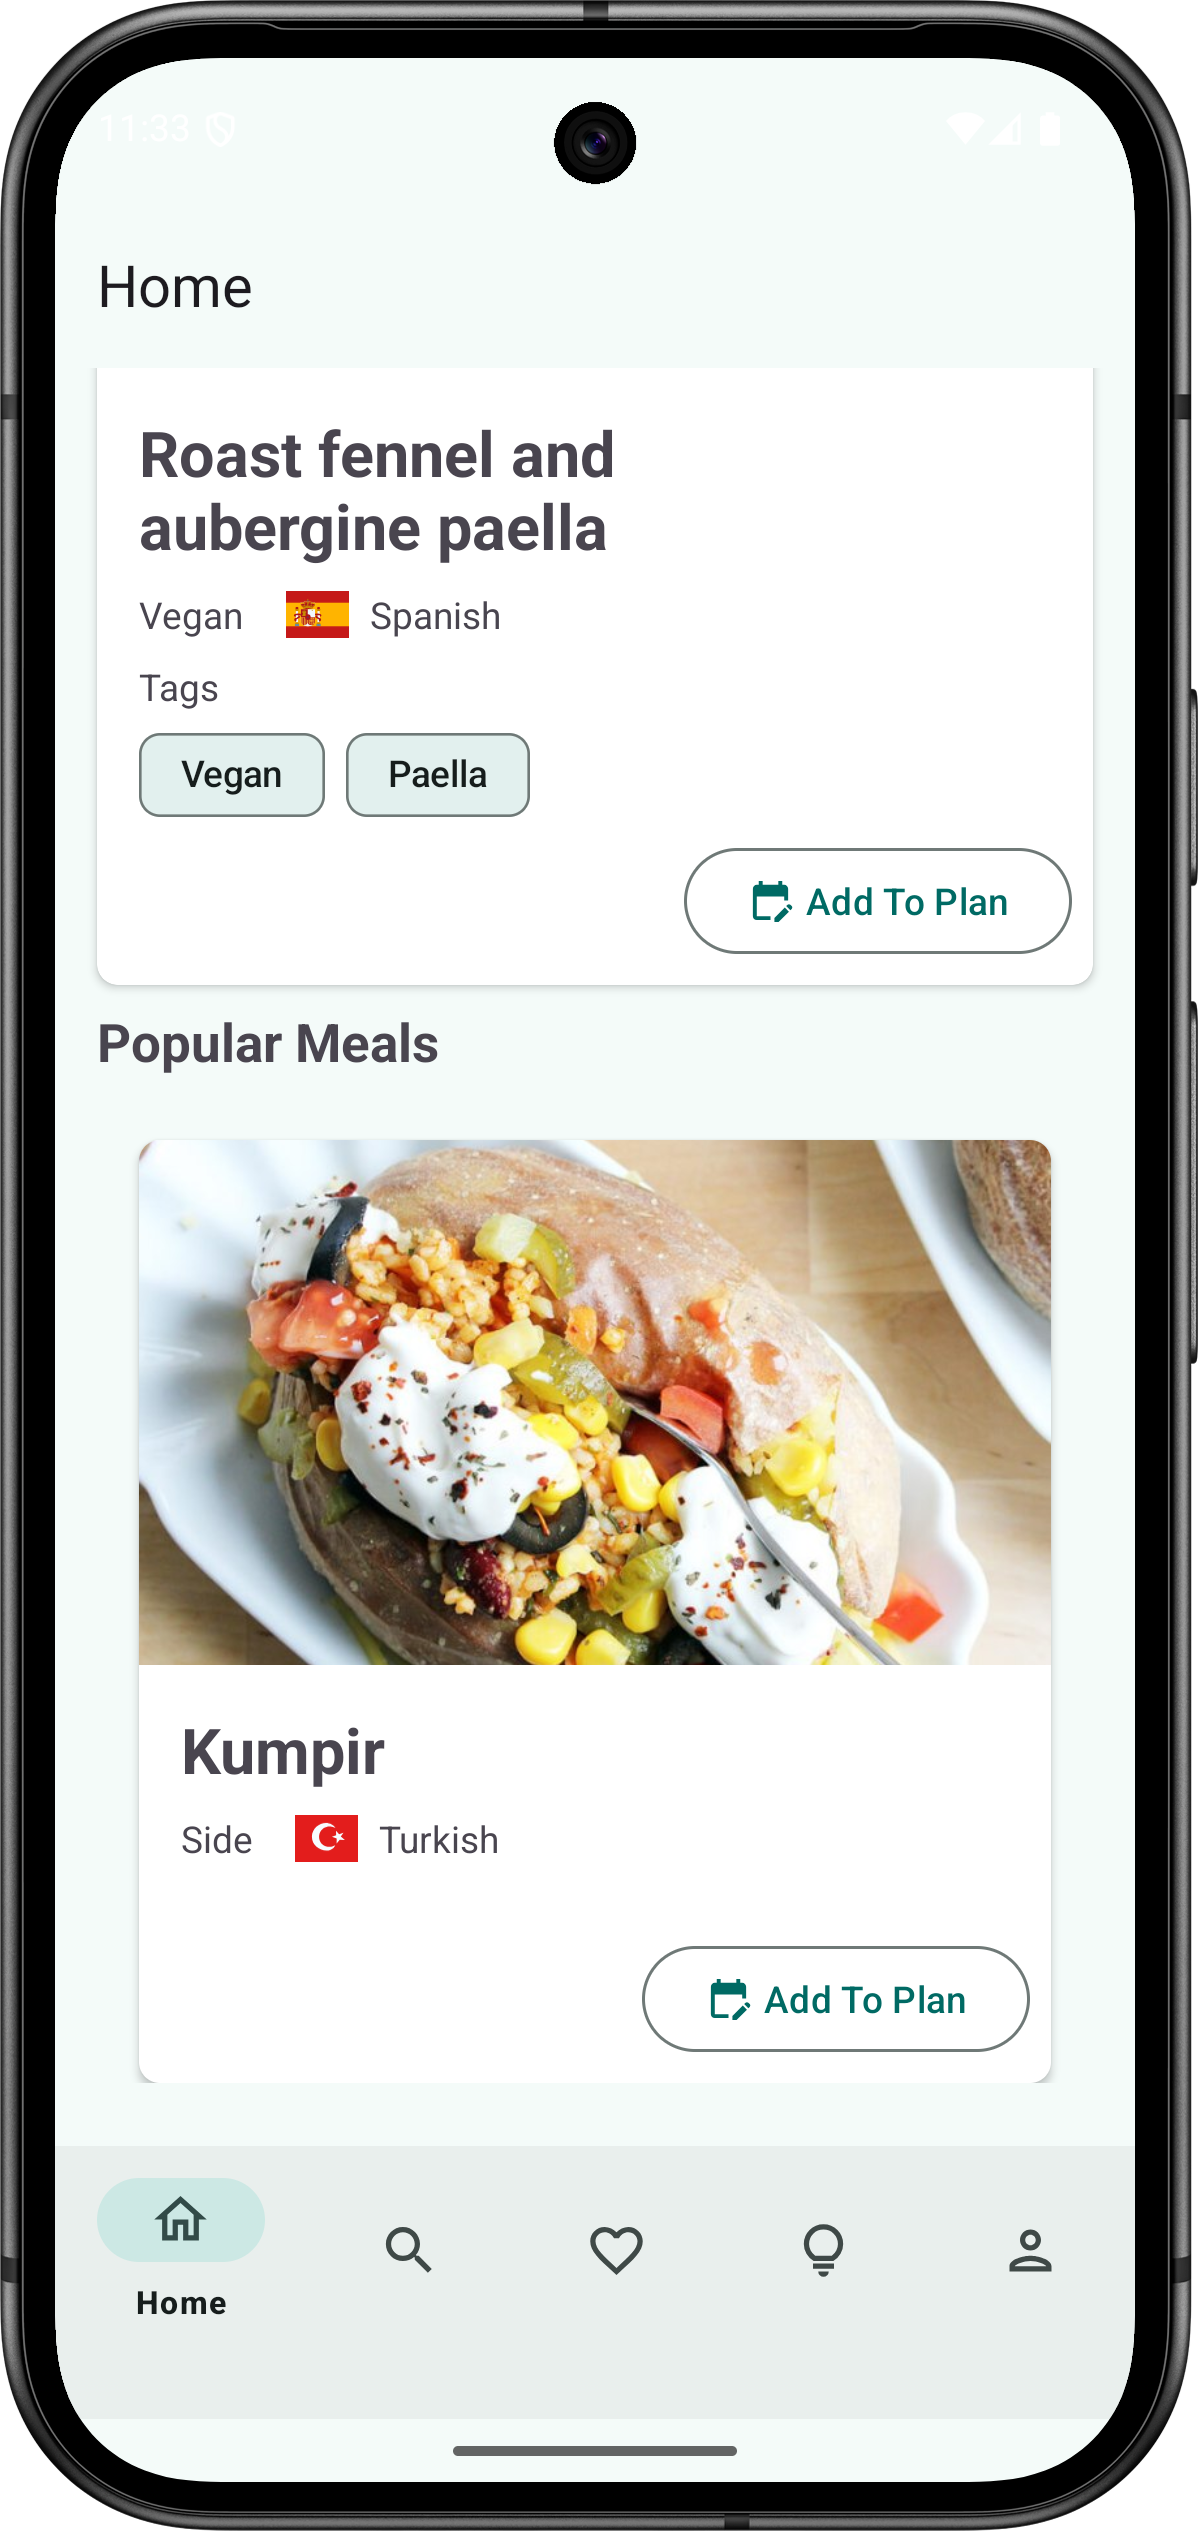 11:33
Home
Roast fennel and
aubergine paella
Vegan Spanish
Tags
Vegan Paella
Add To Plan
Popular Meals
Kumpir
Side Turkish
Add To Plan
Home